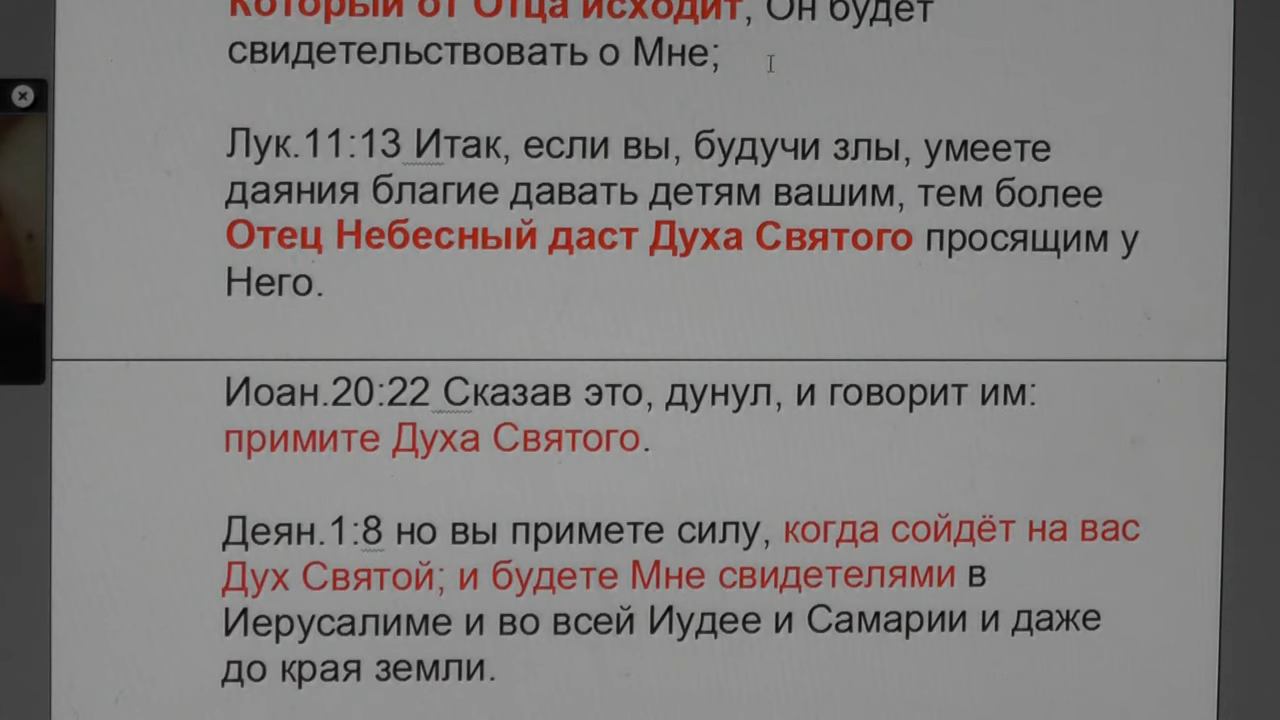 Который от Отца исходит, Он будет
свидетельствовать о Мне;
Лук.11:13 Итак, если вы, будучи злы, умеете
даяния благие давать детям вашим, тем более
Отец Небесный даст Духа Святого просящим у
Него.
Иоан.20:22 Сказав это, дунул, и говорит им:
примите Духа Святого.
Деян.1:8 но вы примете силу, когда сойдёт на вас
Дух Святой; и будете Мне свидетелями в
Иерусалиме и во всей Иудее и Самарии и даже
до края земли.